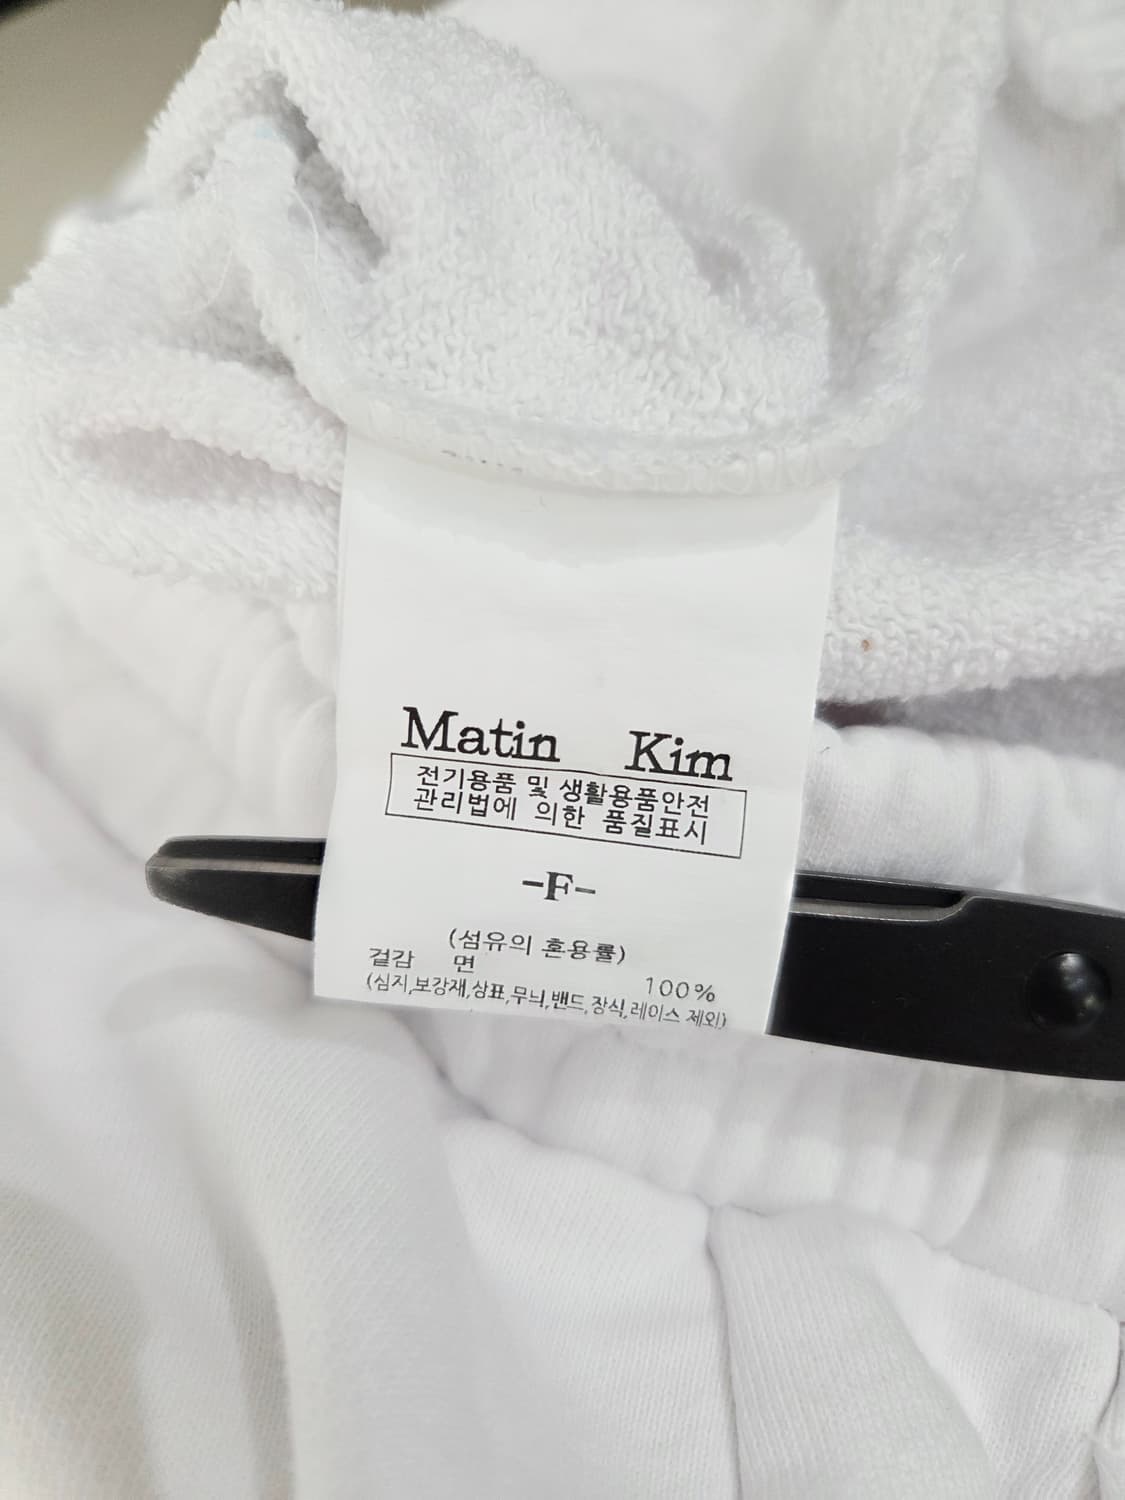 Matin Kim
전기용품 및 생활용품안전
관리법에 의한 품질표시
-F-
(섬유의 혼용률)
겉감 면 100%
(심지,보강재,상표,무늬,밴드,장식,레이스 제외)